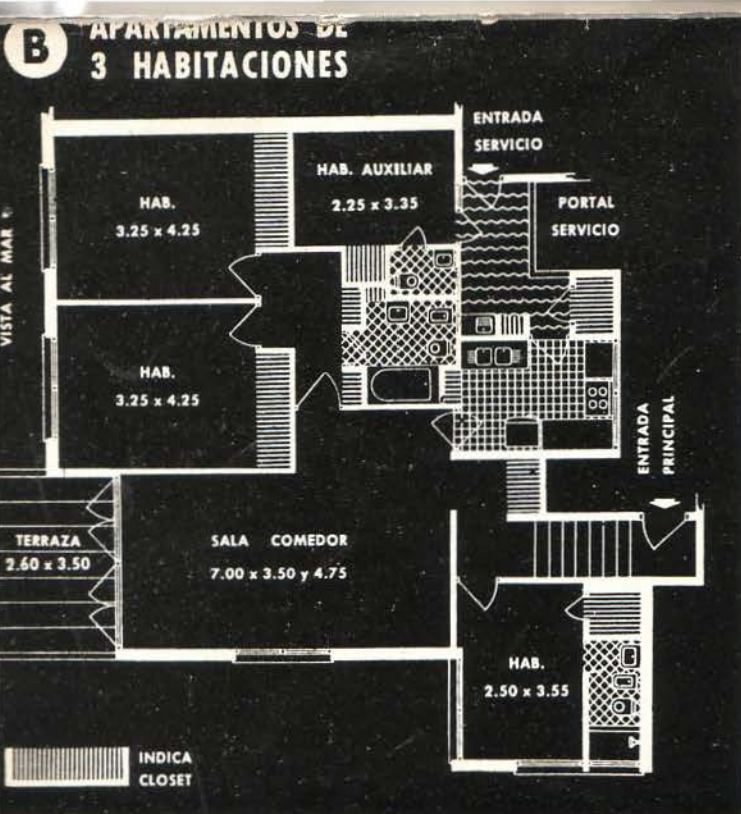 B
APARTAMENTOS DE
3 HABITACIONES
ENTRADA
SERVICIO
HAB. AUXILIAR
2.25 x 3.35
HAB.
3.25 x 4.25
PORTAL
SERVICIO
VISTA AL MAR
HAB.
3.25 x 4.25
ENTRADA
PRINCIPAL
TERRAZA
2.60 x 3.50
SALA COMEDOR
7.00 x 3.50 y 4.75
HAB.
2.50 x 3.55
INDICA
CLOSET